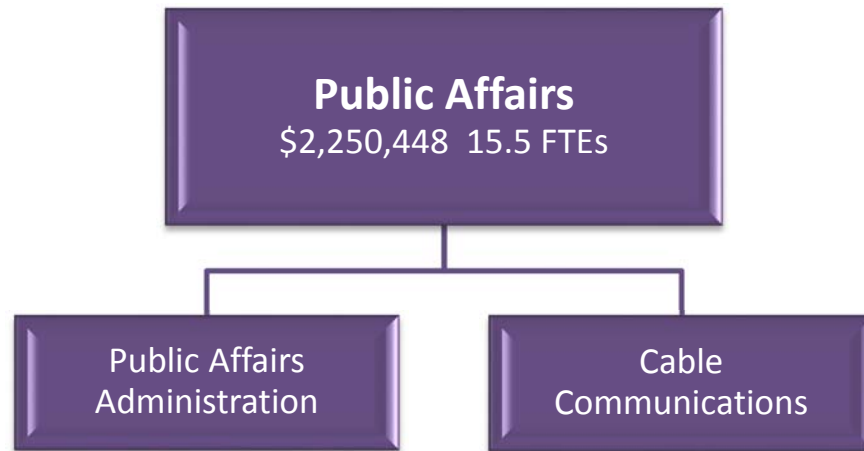 Public Affairs
$2,250,448  15.5 FTEs
Public Affairs
Administration
Cable
Communications